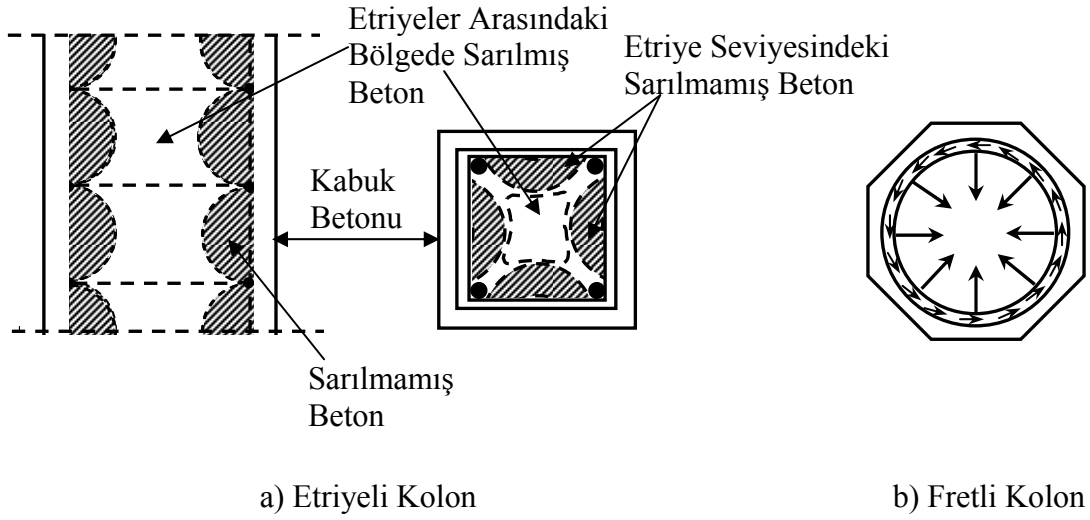 Etriyeler Arasındaki
Bölgede Sarılmış
Beton
Etriye Seviyesindeki
Sarılmamış Beton
Kabuk
Betonu
Sarılmamış
Beton
a) Etriyeli Kolon
b) Fretli Kolon